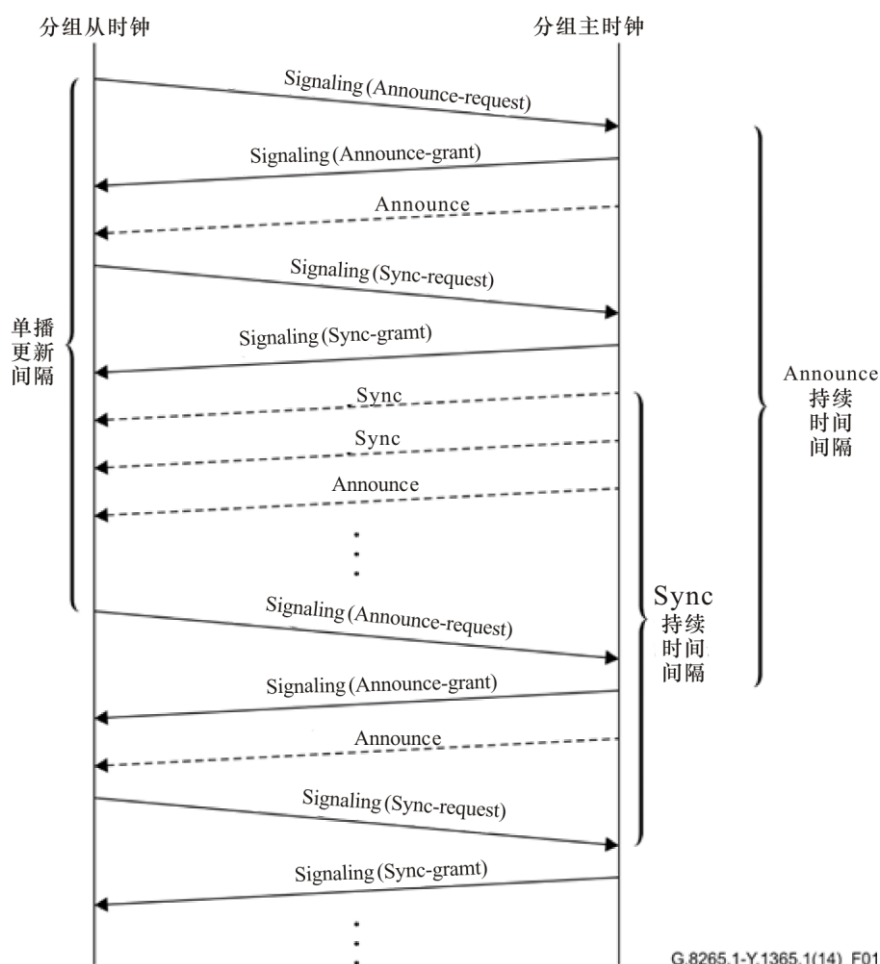 分组从时钟
分组主时钟
Signaling (Announce-request)
Signaling (Announce-grant)
Announce
Signaling (Sync-request)
Signaling (Sync-gramt)
Sync
Sync
Announce
单播
更新
间隔
Announce
持续
时间
间隔
Signaling (Announce-request)
Sync
持续
时间
间隔
Signaling (Announce-grant)
Announce
Signaling (Sync-request)
Signaling (Sync-gramt)
G.8265.1-Y.1365.1(14)_F01